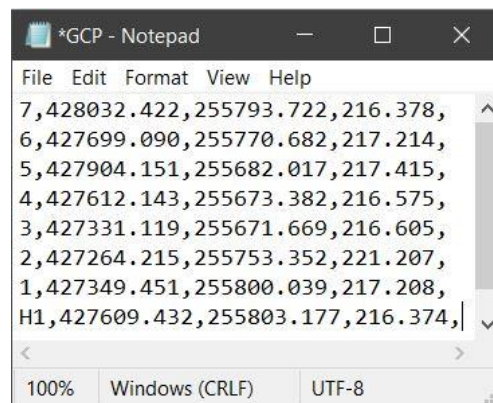 *GCP - Notepad
File Edit Format View Help
7,428032.422,255793.722,216.378,
6,427699.090,255770.682,217.214,
5,427904.151,255682.017,217.415,
4,427612.143,255673.382,216.575,
3,427331.119,255671.669,216.605,
2,427264.215,255753.352,221.207,
1,427349.451,255800.039,217.208,
H1,427609.432,255803.177,216.374,
100% Windows (CRLF) UTF-8